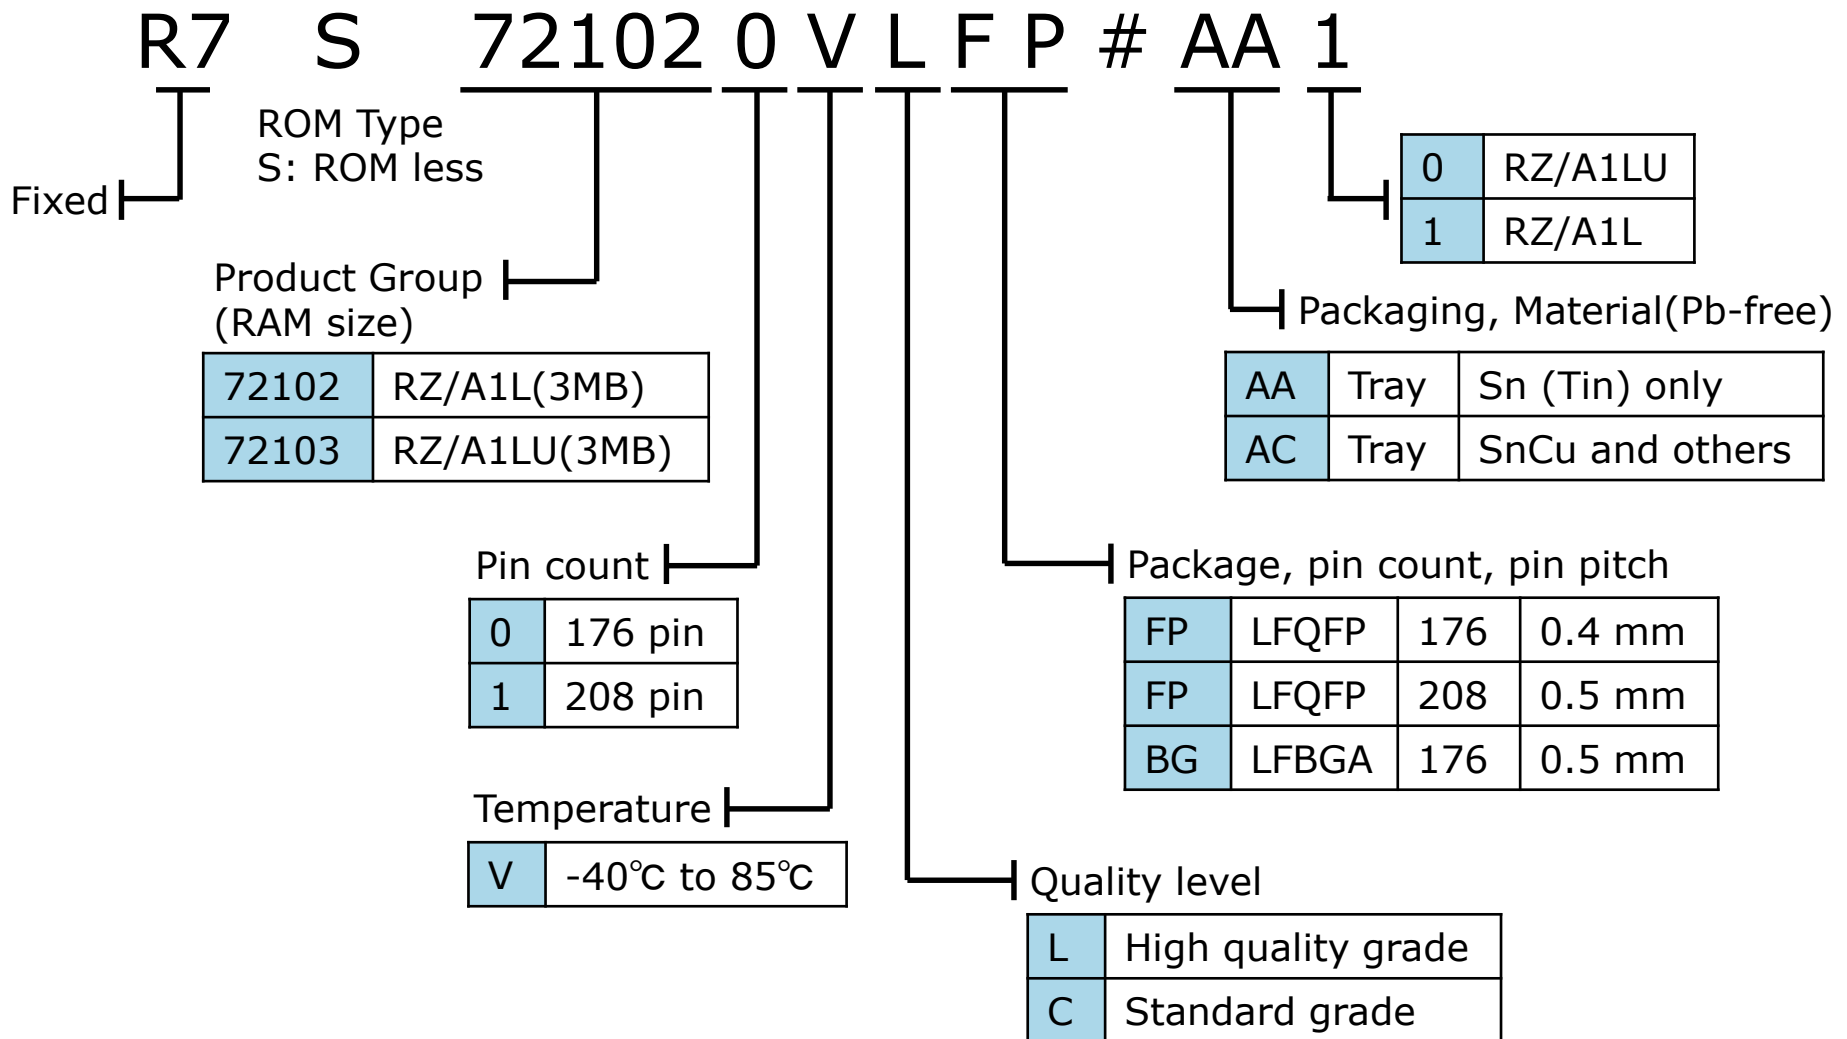 R7 S 72102 0 V L F P # AA 1
ROM Type
S: ROM less
Fixed
0 RZ/A1LU
1 RZ/A1L
Product Group
(RAM size)
72102 RZ/A1L(3MB)
72103 RZ/A1LU(3MB)
Packaging, Material(Pb-free)
AA Tray Sn (Tin) only
AC Tray SnCu and others
Pin count
0 176 pin
1 208 pin
Package, pin count, pin pitch
FP LFQFP 176 0.4 mm
FP LFQFP 208 0.5 mm
BG LFBGA 176 0.5 mm
Temperature
V -40℃ to 85℃
Quality level
L High quality grade
C Standard grade